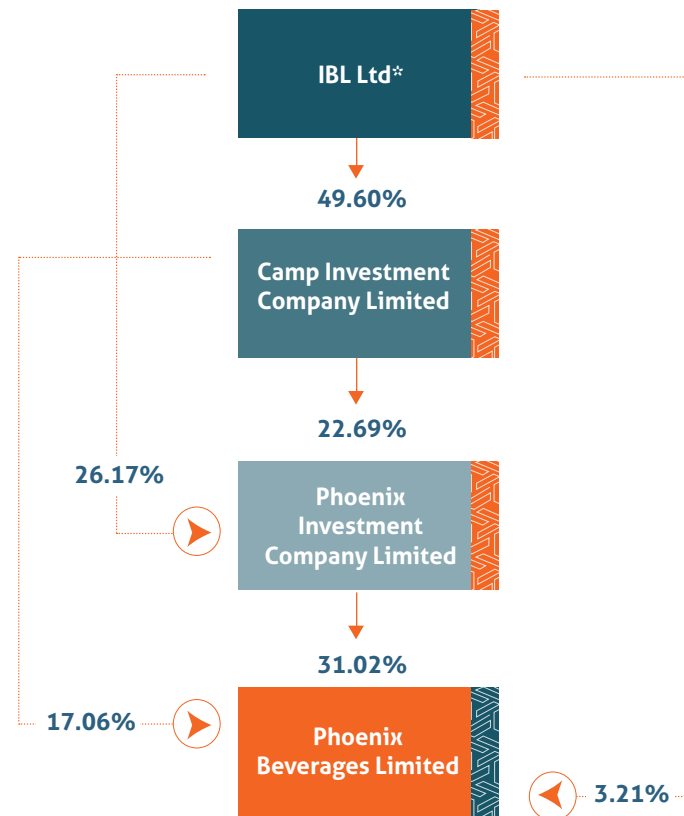 IBL Ltd*
49.60%
Camp Investment
Company Limited
22.69%
26.17%
Phoenix
Investment
Company Limited
31.02%
17.06%
Phoenix
Beverages Limited
3.21%